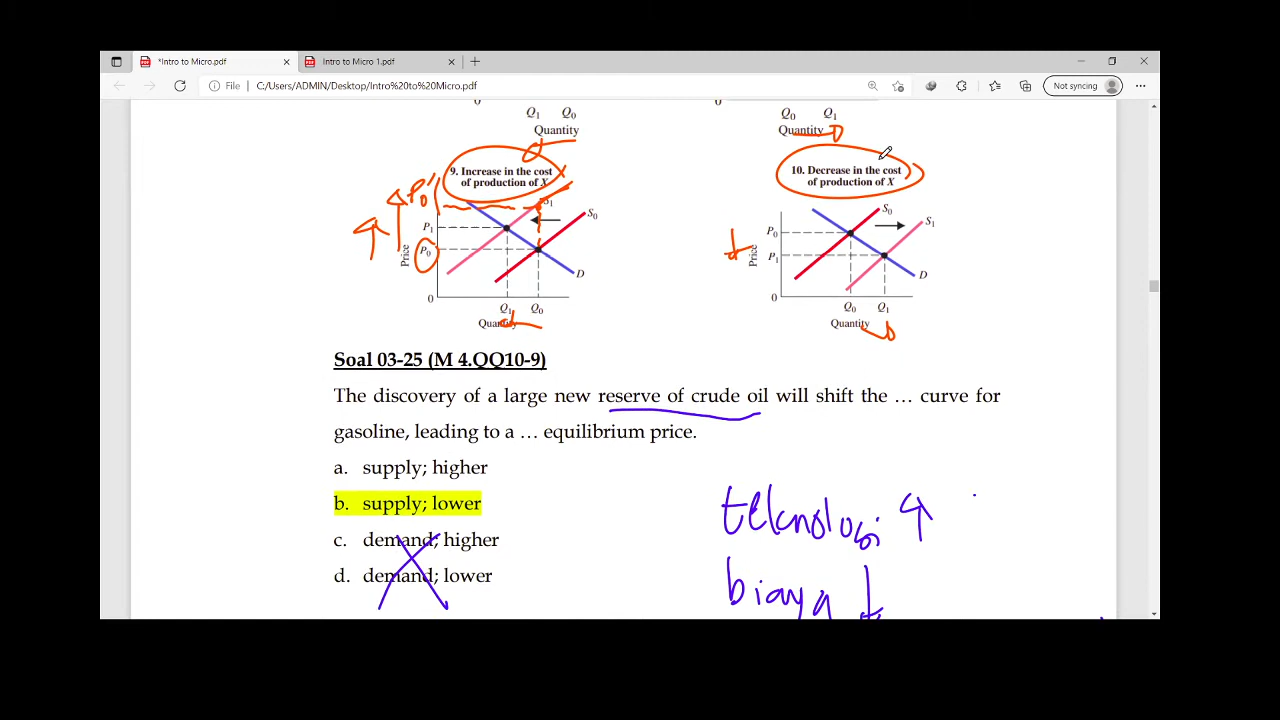 *Intro to Micro.pdf
Intro to Micro 1.pdf
File
C:/Users/ADMIN/Desktop/Intro%20to%20Micro.pdf
Not syncing
0
Q1 Q0
Quantity
Q0 Q1
Quantity
9. Increase in the cost
of production of X
P0'
S1
S0
P1
P0
Price
D
0
Q1 Q0
Quantity
10. Decrease in the cost
of production of X
S0
S1
P0
P1
Price
D
0
Q0 Q1
Quantity
Soal 03-25 (M 4.QQ10-9)
The discovery of a large new reserve of crude oil will shift the … curve for
gasoline, leading to a … equilibrium price.
a. supply; higher
b. supply; lower
c. demand; higher
d. demand; lower
teknologi
biaya